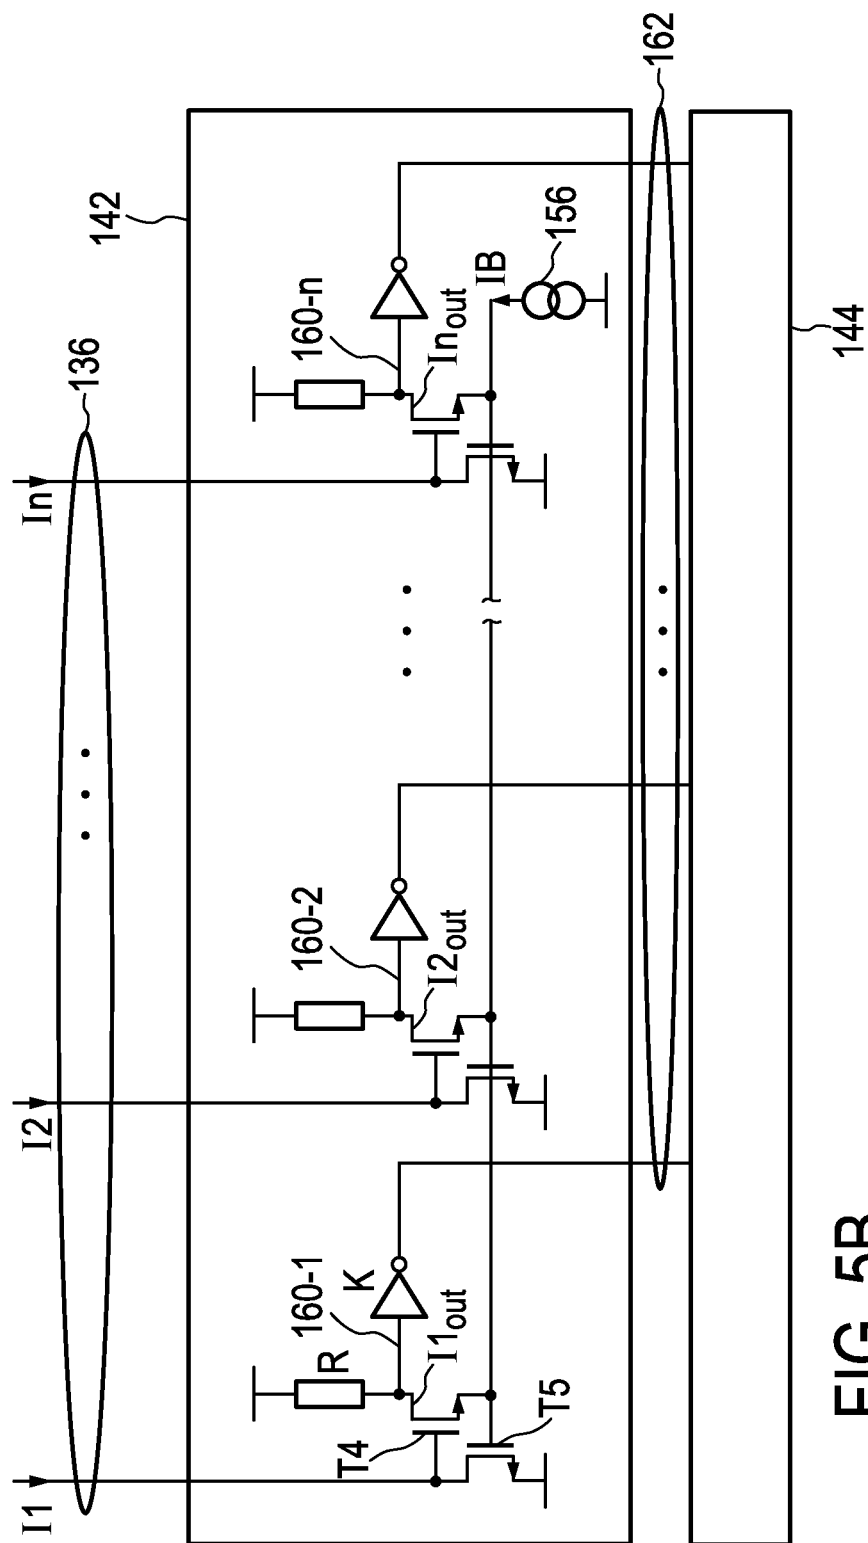 136
I1
I2
In
142
160-1
160-2
160-n
R
K
T4
I1out
I2out
Inout
IB
T5
156
162
144
FIG. 5B